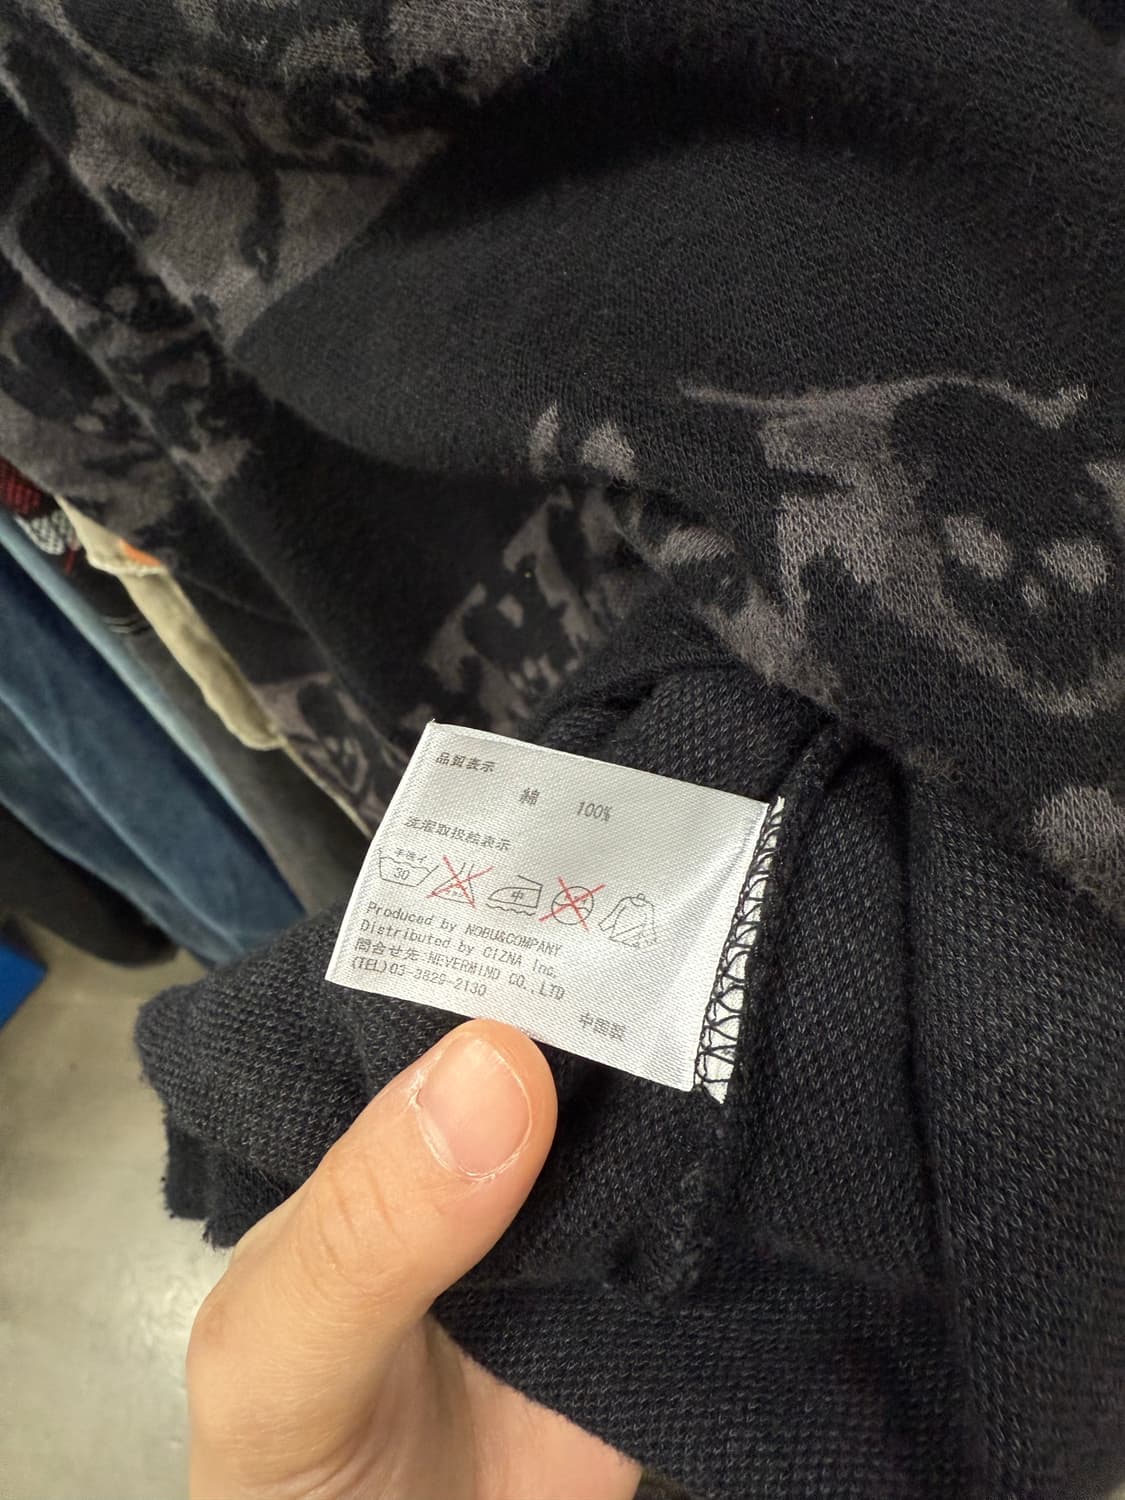 品質表示
綿 100%
洗濯取扱絵表示
手洗イ
30
中
Produced by NOBU&COMPANY
Distributed by CIZNA, Inc.
問合せ先:NEVERMIND CO.,LTD
(TEL)03-3829-2130
中国製